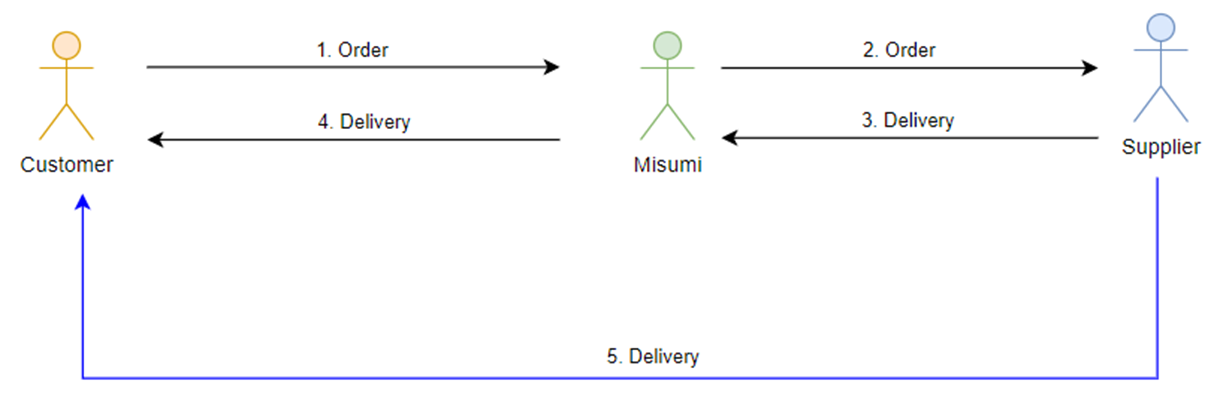 1. Order
2. Order
4. Delivery
3. Delivery
Customer
Misumi
Supplier
5. Delivery